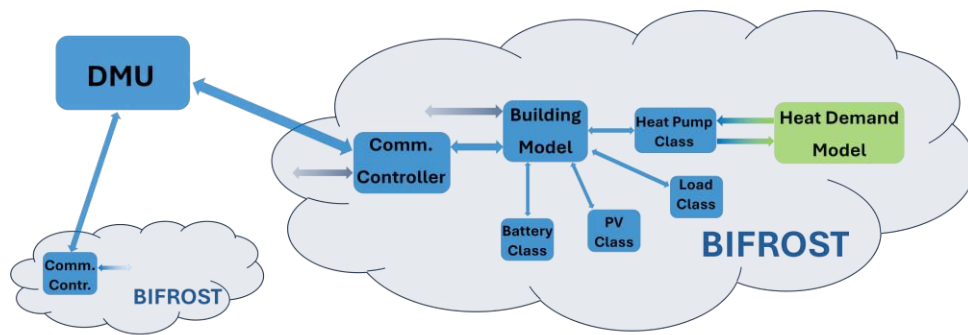 DMU
Comm.
Controller
Building
Model
Heat Pump
Class
Heat Demand
Model
Load
Class
PV
Class
Battery
Class
BIFROST
Comm.
Contr.
BIFROST